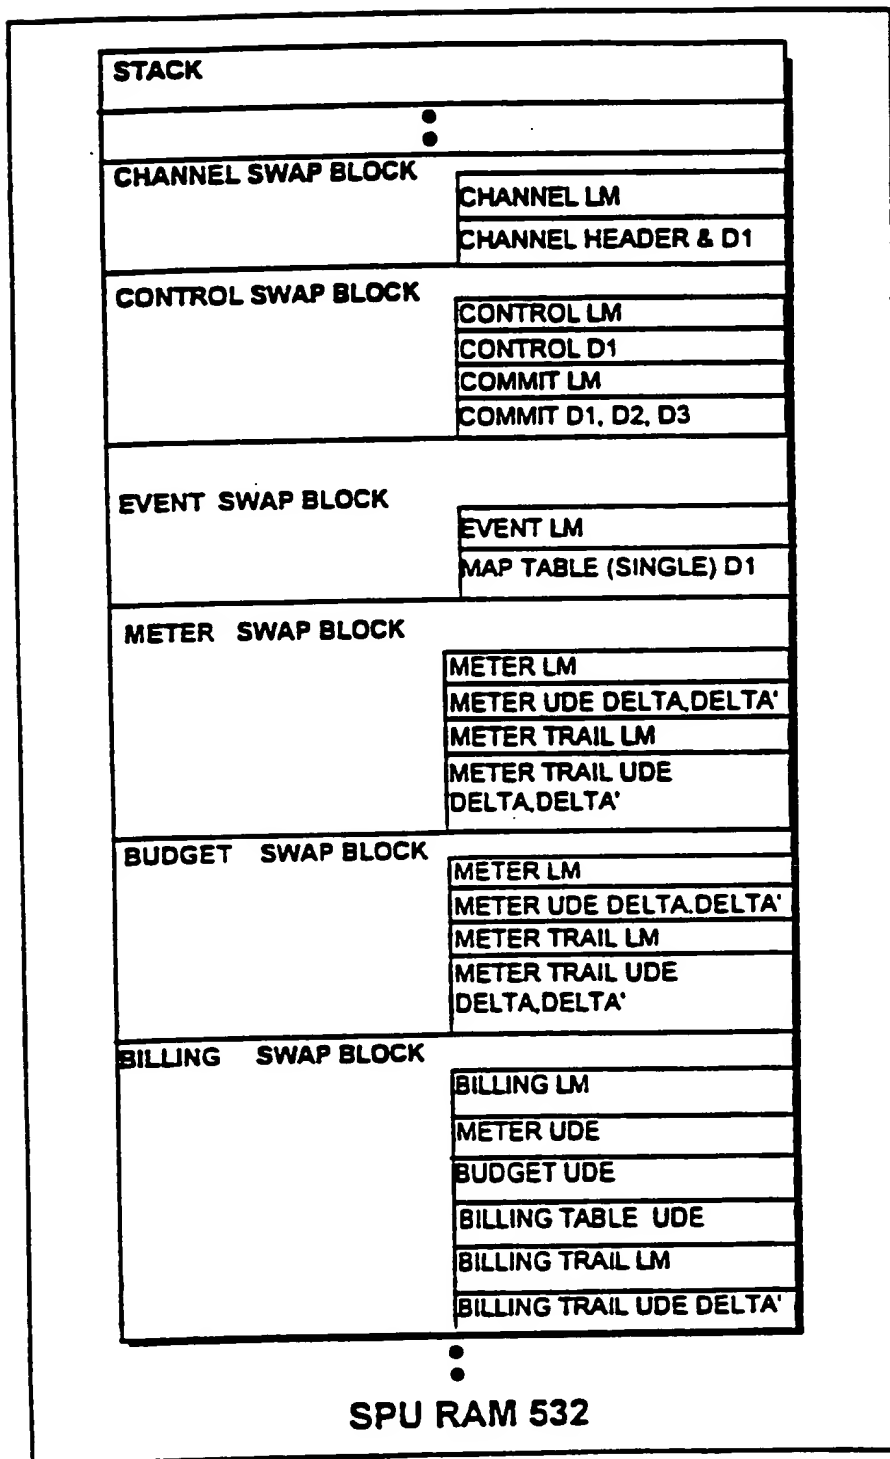 STACK
CHANNEL SWAP BLOCK
CHANNEL LM
CHANNEL HEADER & D1
CONTROL SWAP BLOCK
CONTROL LM
CONTROL D1
COMMIT LM
COMMIT D1, D2, D3
EVENT SWAP BLOCK
EVENT LM
MAP TABLE (SINGLE) D1
METER SWAP BLOCK
METER LM
METER UDE DELTA,DELTA'
METER TRAIL LM
METER TRAIL UDE
DELTA,DELTA'
BUDGET SWAP BLOCK
METER LM
METER UDE DELTA,DELTA'
METER TRAIL LM
METER TRAIL UDE
DELTA,DELTA'
BILLING SWAP BLOCK
BILLING LM
METER UDE
BUDGET UDE
BILLING TABLE UDE
BILLING TRAIL LM
BILLING TRAIL UDE DELTA'
SPU RAM 532